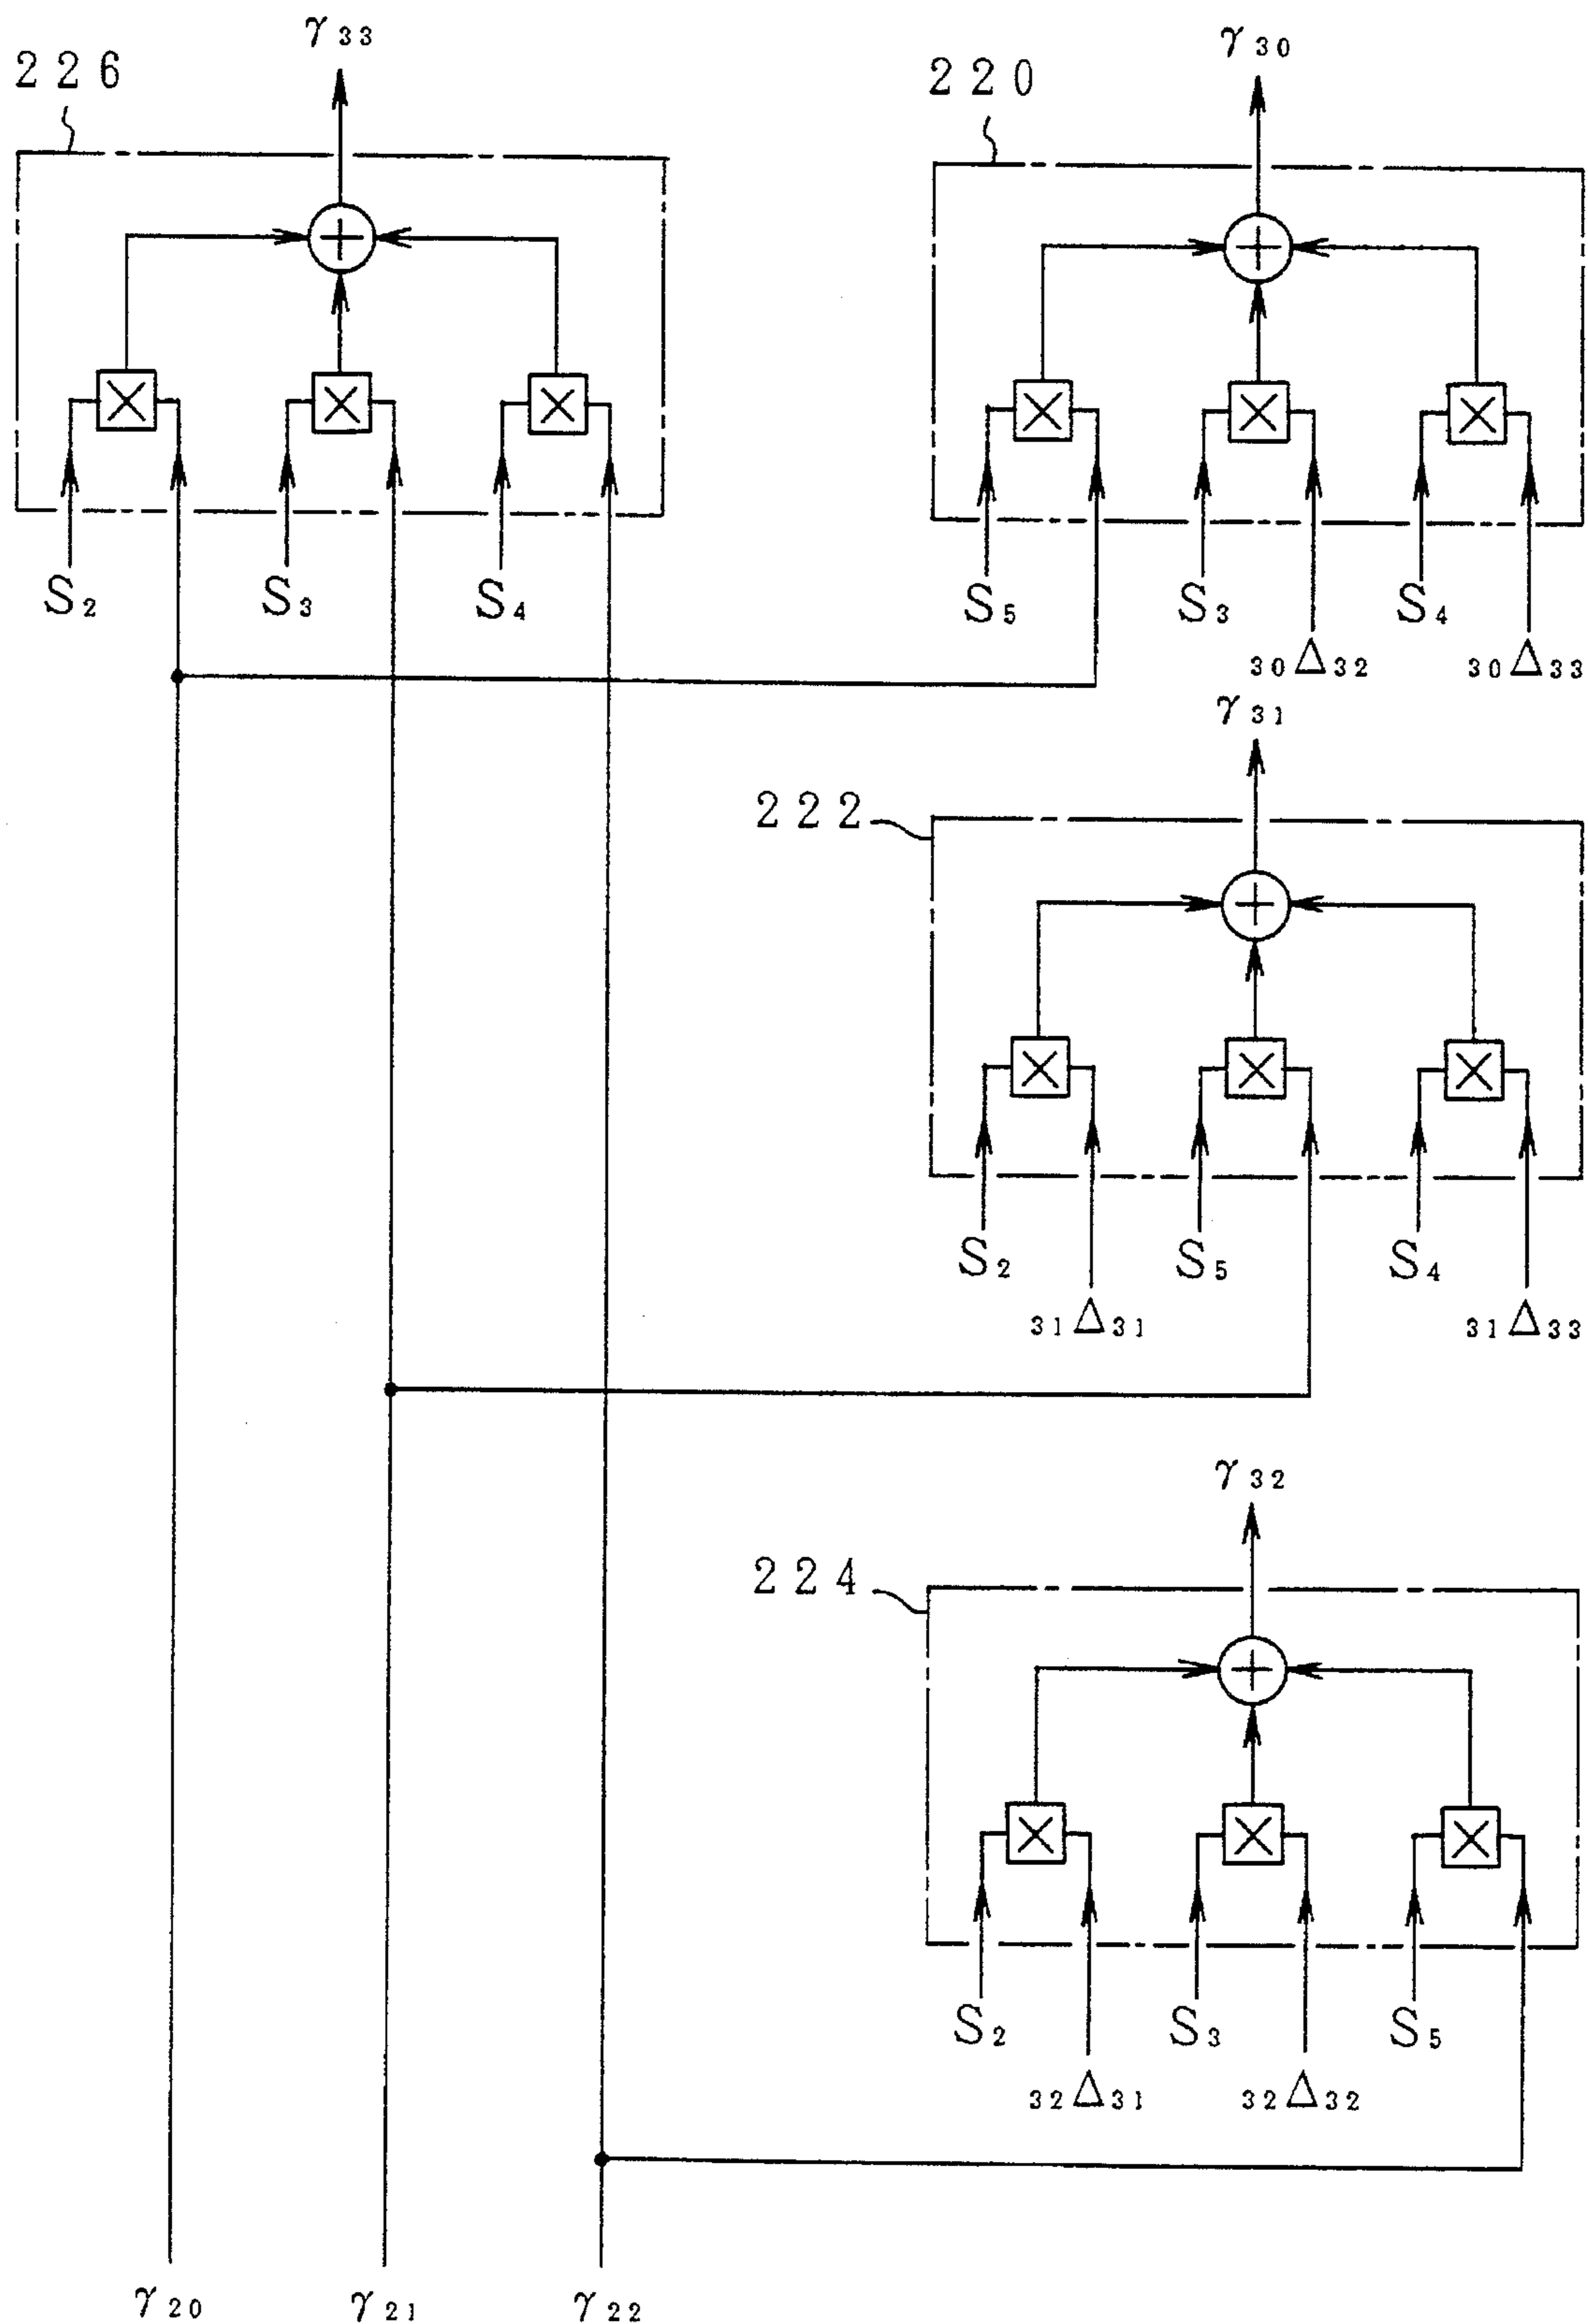 γ₃₃
226
S₂ S₃ S₄
γ₃₀
220
S₅ S₃ S₄
₃₀Δ₃₂ ₃₀Δ₃₃
γ₃₁
222
S₂ S₅ S₄
₃₁Δ₃₁ ₃₁Δ₃₃
γ₃₂
224
S₂ S₃ S₅
₃₂Δ₃₁ ₃₂Δ₃₂
γ₂₀ γ₂₁ γ₂₂